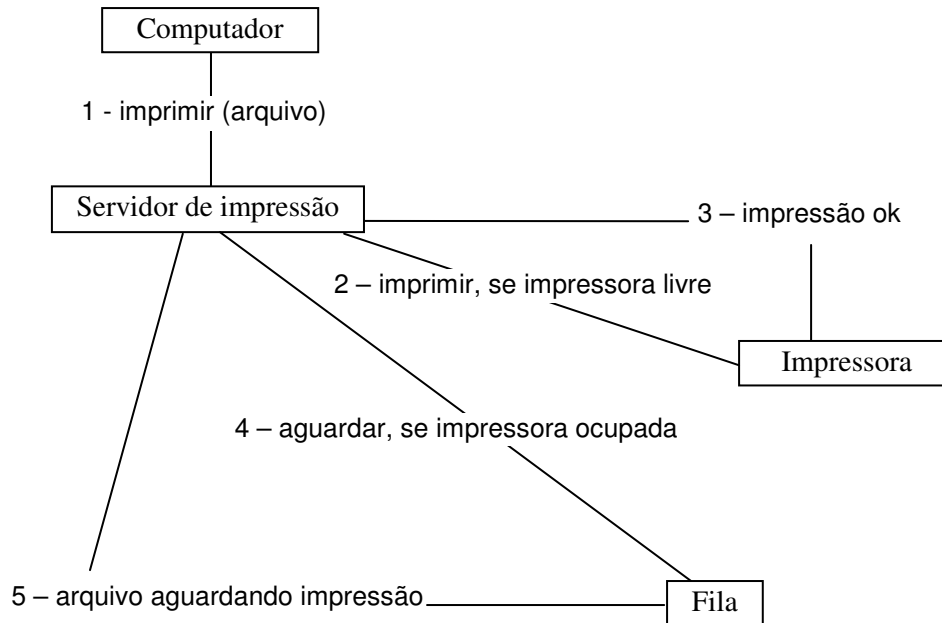 Computador
1 - imprimir (arquivo)
Servidor de impressão
3 – impressão ok
2 – imprimir, se impressora livre
Impressora
4 – aguardar, se impressora ocupada
5 – arquivo aguardando impressão
Fila